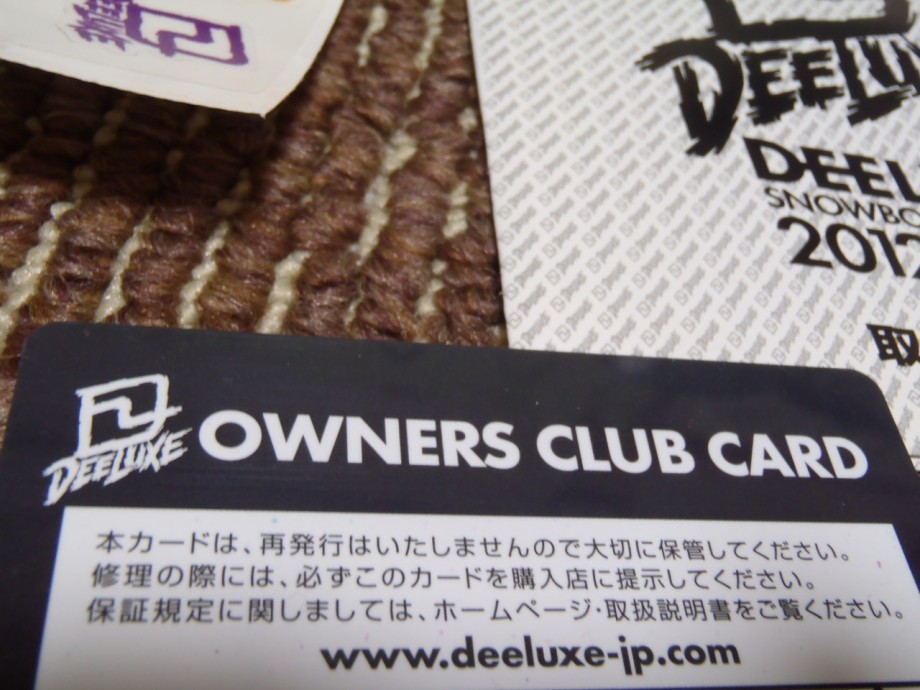 DEELUXE
DEEL
SNOWBO
2012
取
DEELUXE
OWNERS CLUB CARD
本カードは、再発行はいたしませんので大切に保管してください。
修理の際には、必ずこのカードを購入店に提示してください。
保証規定に関しましては、ホームページ・取扱説明書をご覧ください。
www.deeluxe-jp.com